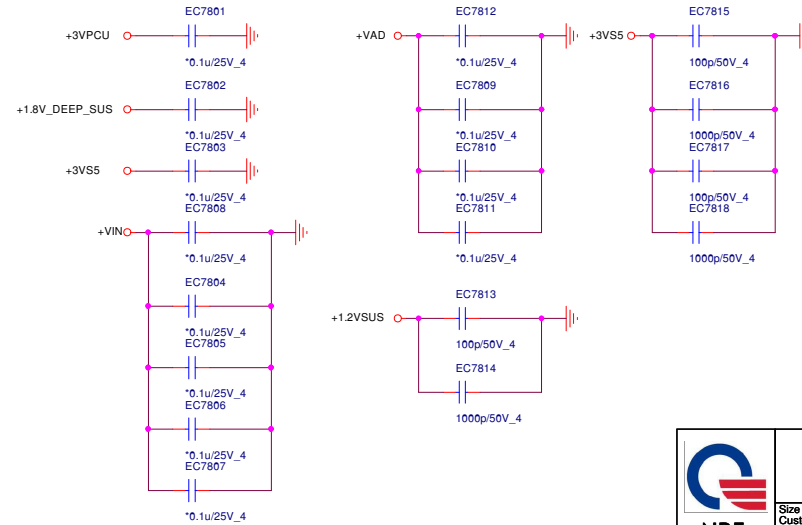 EC7801
+3VPCU
*0.1u/25V_4
EC7802
+1.8V_DEEP_SUS
*0.1u/25V_4
EC7803
+3VS5
*0.1u/25V_4
EC7808
+VIN
*0.1u/25V_4
EC7804
*0.1u/25V_4
EC7805
*0.1u/25V_4
EC7806
*0.1u/25V_4
EC7807
*0.1u/25V_4
EC7812
+VAD
*0.1u/25V_4
EC7809
*0.1u/25V_4
EC7810
*0.1u/25V_4
EC7811
*0.1u/25V_4
EC7813
+1.2VSUS
100p/50V_4
EC7814
1000p/50V_4
EC7815
+3VS5
100p/50V_4
EC7816
1000p/50V_4
EC7817
100p/50V_4
EC7818
1000p/50V_4
Size